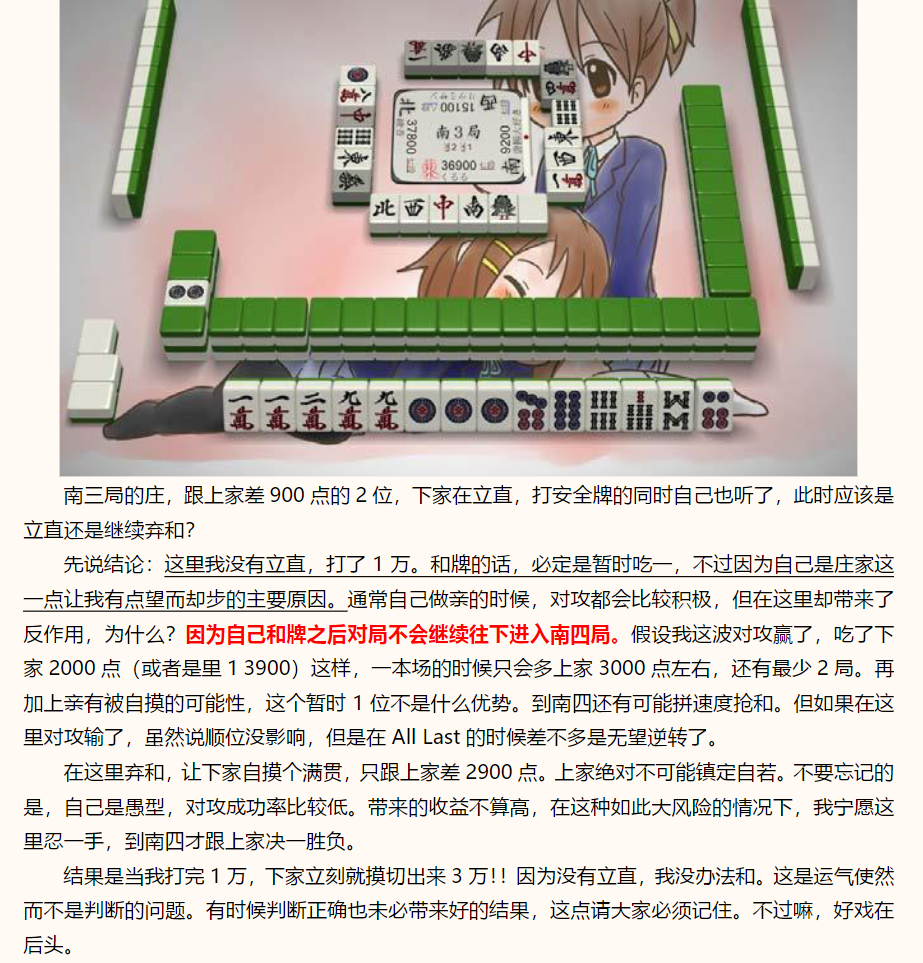 北 37800
西 15100
南3局
9200 南
東 36900
くるる
北 西 中 南
一萬 一萬 二萬 九萬 九萬
南三局的庄，跟上家差 900 点的 2 位，下家在立直，打安全牌的同时自己也听了，此时应该是
立直还是继续弃和？
先说结论：这里我没有立直，打了 1 万。和牌的话，必定是暂时吃一，不过因为自己是庄家这
一点让我有点望而却步的主要原因。通常自己做亲的时候，对攻都会比较积极，但在这里却带来了
反作用，为什么？因为自己和牌之后对局不会继续往下进入南四局。假设我这波对攻赢了，吃了下
家 2000 点（或者是里 1 3900）这样，一本场的时候只会多上家 3000 点左右，还有最少 2 局。再
加上亲有被自摸的可能性，这个暂时 1 位不是什么优势。到南四还有可能拼速度抢和。但如果在这
里对攻输了，虽然说顺位没影响，但是在 All Last 的时候差不多是无望逆转了。
在这里弃和，让下家自摸个满贯，只跟上家差 2900 点。上家绝对不可能镇定自若。不要忘记的
是，自己是愚型，对攻成功率比较低。带来的收益不算高，在这种如此大风险的情况下，我宁愿这
里忍一手，到南四才跟上家决一胜负。
结果是当我打完 1 万，下家立刻就摸切出来 3 万!！因为没有立直，我没办法和。这是运气使然
而不是判断的问题。有时候判断正确也未必带来好的结果，这点请大家必须记住。不过嘛，好戏在
后头。